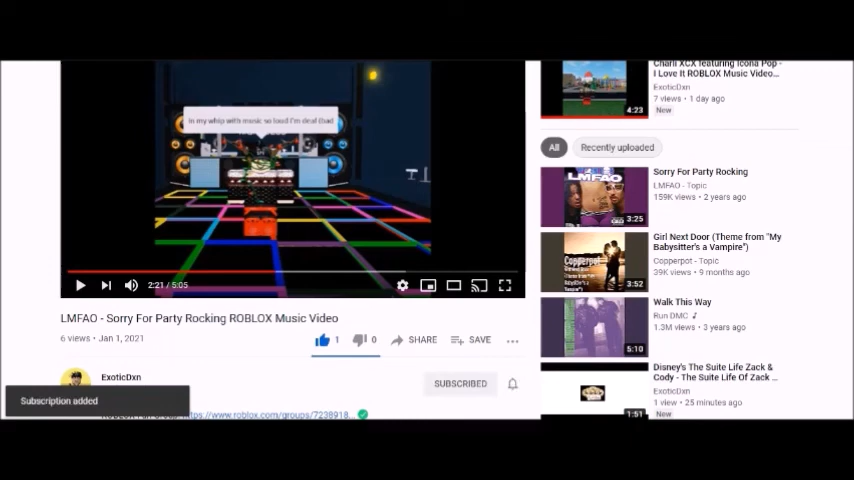 In my whip with music so loud I'm deaf (bad
2:21 / 5:05
LMFAO - Sorry For Party Rocking ROBLOX Music Video
6 views • Jan 1, 2021
1
0
SHARE
SAVE
ExoticDxn
SUBSCRIBED
Subscription added
https://www.roblox.com/groups/7238918...
Charli XCX featuring Icona Pop -
I Love It ROBLOX Music Video...
ExoticDxn
7 views • 1 day ago
New
4:23
All
Recently uploaded
LMFAO
3:25
Sorry For Party Rocking
LMFAO - Topic
159K views • 2 years ago
Copperpot
3:52
Girl Next Door (Theme from "My
Babysitter's a Vampire")
Copperpot - Topic
39K views • 9 months ago
5:10
Walk This Way
Run DMC ♪
1.3M views • 3 years ago
1:51
Disney's The Suite Life Zack &
Cody - The Suite Life Of Zack ...
ExoticDxn
1 view • 25 minutes ago
New